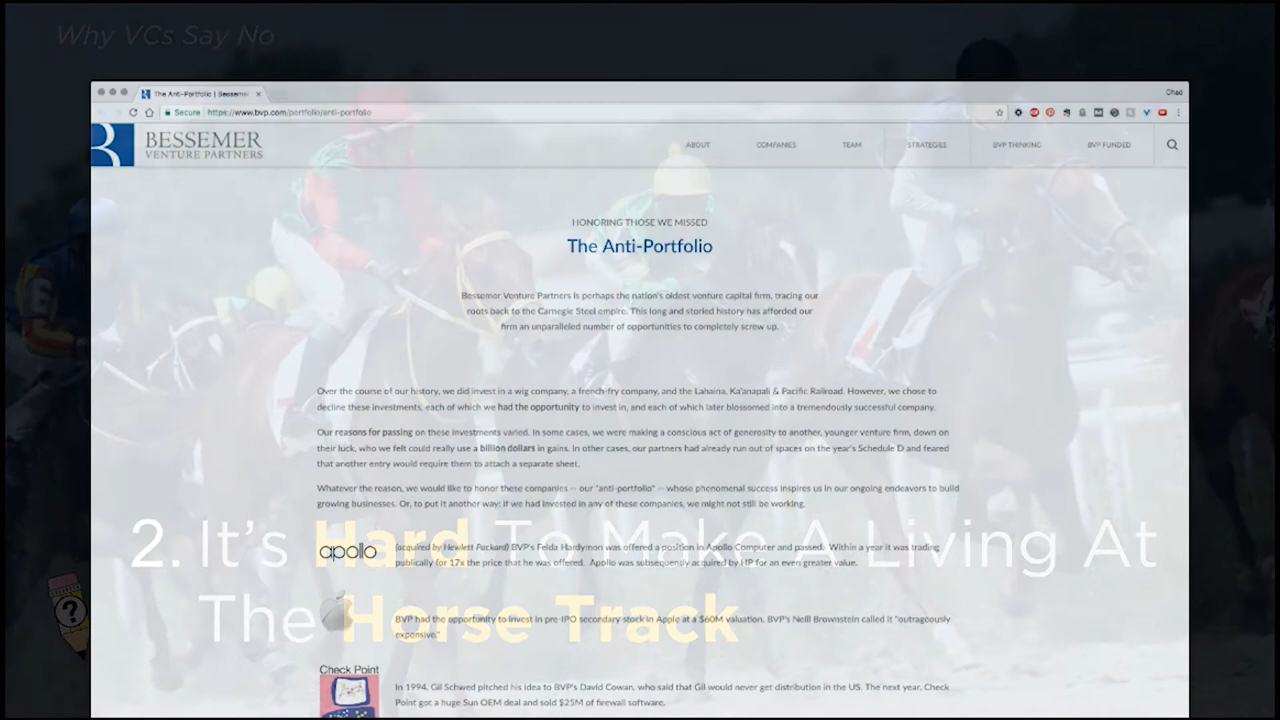 Why VCs Say No
The Anti-Portfolio | Bessemer
Chad
Secure https://www.bvp.com/portfolio/anti-portfolio
BESSEMER
VENTURE PARTNERS
ABOUT COMPANIES TEAM STRATEGIES BVP THINKING BVP FUNDED
HONORING THOSE WE MISSED
The Anti-Portfolio
Bessemer Venture Partners is perhaps the nation's oldest venture capital firm, tracing our
roots back to the Carnegie Steel empire. This long and storied history has afforded our
firm an unparalleled number of opportunities to completely screw up.
Over the course of our history, we did invest in a wig company, a french-fry company, and the Lahaina, Ka'anapali & Pacific Railroad. However, we chose to
decline these investments, each of which we had the opportunity to invest in, and each of which later blossomed into a tremendously successful company.
Our reasons for passing on these investments varied. In some cases, we were making a conscious act of generosity to another, younger venture firm, down on
their luck, who we felt could really use a billion dollars in gains. In other cases, our partners had already run out of spaces on the year's Schedule D and feared
that another entry would require them to attach a separate sheet.
Whatever the reason, we would like to honor these companies -- our "anti-portfolio" -- whose phenomenal success inspires us in our ongoing endeavors to build
growing businesses. Or, to put it another way: if we had invested in any of these companies, we might not still be working.
2. It's Hard To Make A Living At
The Horse Track
apollo
(acquired by Hewlett Packard) BVP's Felda Hardymon was offered a position in Apollo Computer and passed. Within a year it was trading
publically for 17x the price that he was offered. Apollo was subsequently acquired by HP for an even greater value.
BVP had the opportunity to invest in pre-IPO secondary stock in Apple at a $60M valuation. BVP's Neill Brownstein called it "outrageously
expensive."
Check Point
In 1994, Gil Schwed pitched his idea to BVP's David Cowan, who said that Gil would never get distribution in the US. The next year, Check
Point got a huge Sun OEM deal and sold $25M of firewall software.
?